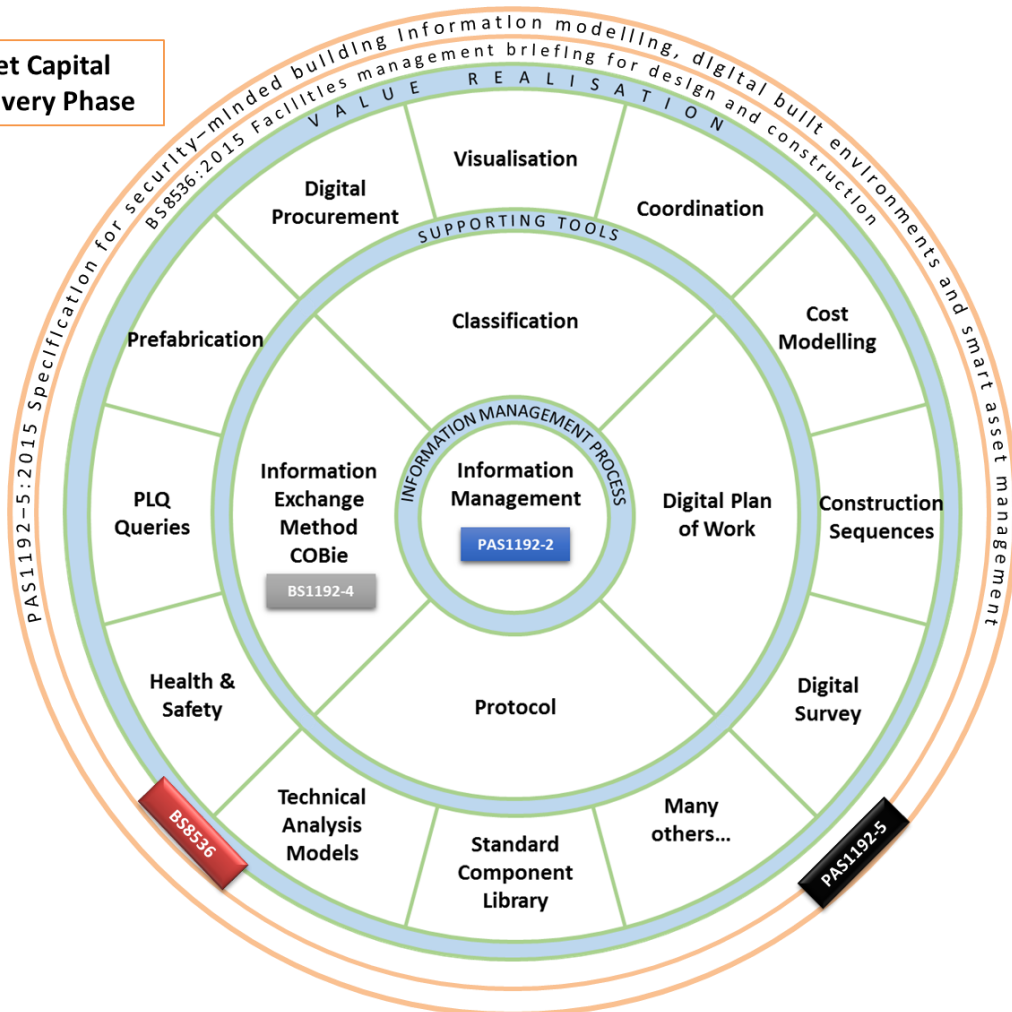 et Capital
very Phase
PAS1192-5:2015 Specification for security-minded building information modelling, digital built environments and smart asset management
BS8536:2015 Facilities management briefing for design and construction
VALUE REALISATION
Visualisation
Digital
Procurement
Coordination
SUPPORTING TOOLS
Classification
Prefabrication
Cost
Modelling
INFORMATION MANAGEMENT PROCESS
Information
Management
PAS1192-2
Information
Exchange
Method
COBie
BS1192-4
Digital Plan
of Work
PLQ
Queries
Construction
Sequences
Health &
Safety
Protocol
Digital
Survey
Technical
Analysis
Models
Standard
Component
Library
Many
others...
BS8536
PAS1192-5